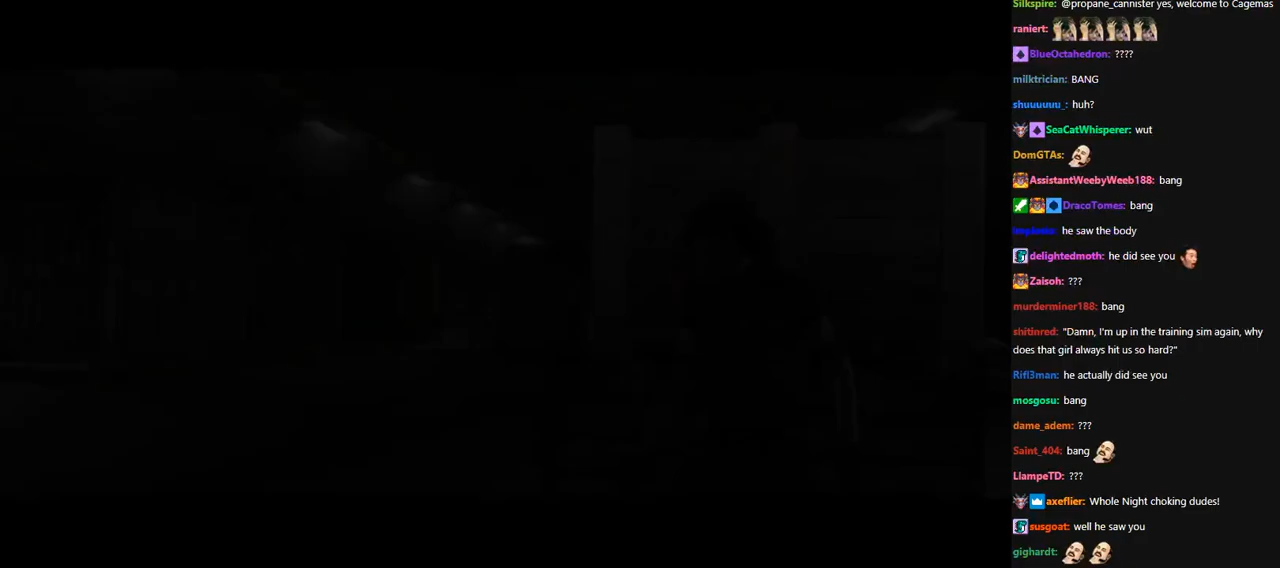 Silkspire: @propane_cannister yes, welcome to Cagemas
raniert:
BlueOctahedron: ????
milktrician: BANG
shuuuuuu_: huh?
SeaCatWhisperer: wut
DomGTAs:
AssistantWeebyWeeb188: bang
DracoTomes: bang
he saw the body
delightedmoth: he did see you
Zaisoh: ???
murderminer188: bang
shitinred: "Damn, I'm up in the training sim again, why
does that girl always hit us so hard?"
Rifl3man: he actually did see you
mosgosu: bang
dame_adem: ???
Saint_404: bang
LlampeTD: ???
axeflier: Whole Night choking dudes!
susgoat: well he saw you
gighardt: